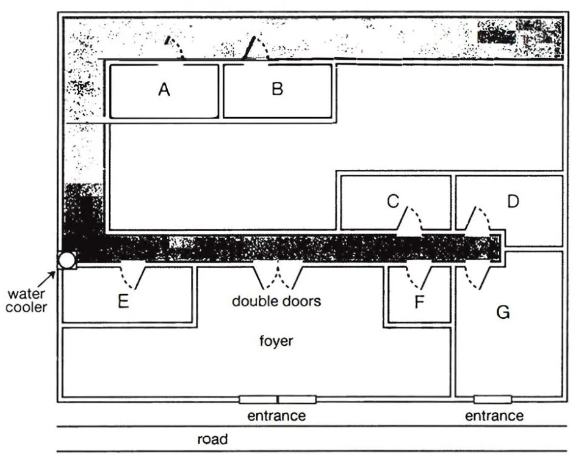 A
B
C
D
water
cooler
E
double doors
F
G
foyer
entrance
entrance
road